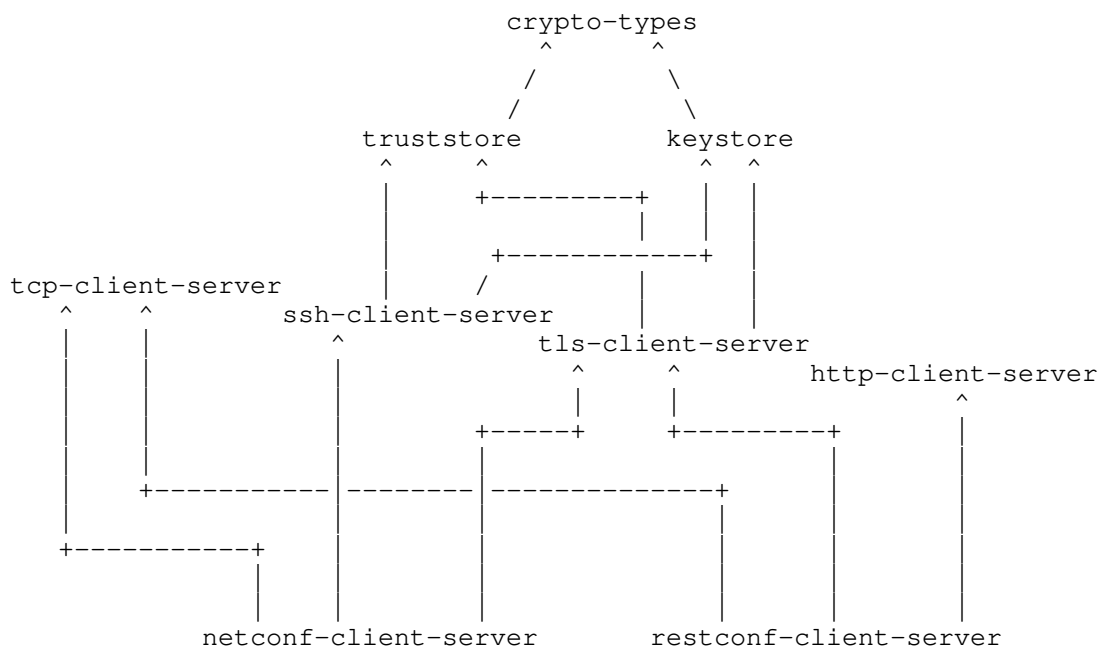 crypto-types
truststore keystore
tcp-client-server
ssh-client-server
tls-client-server
http-client-server
netconf-client-server restconf-client-server